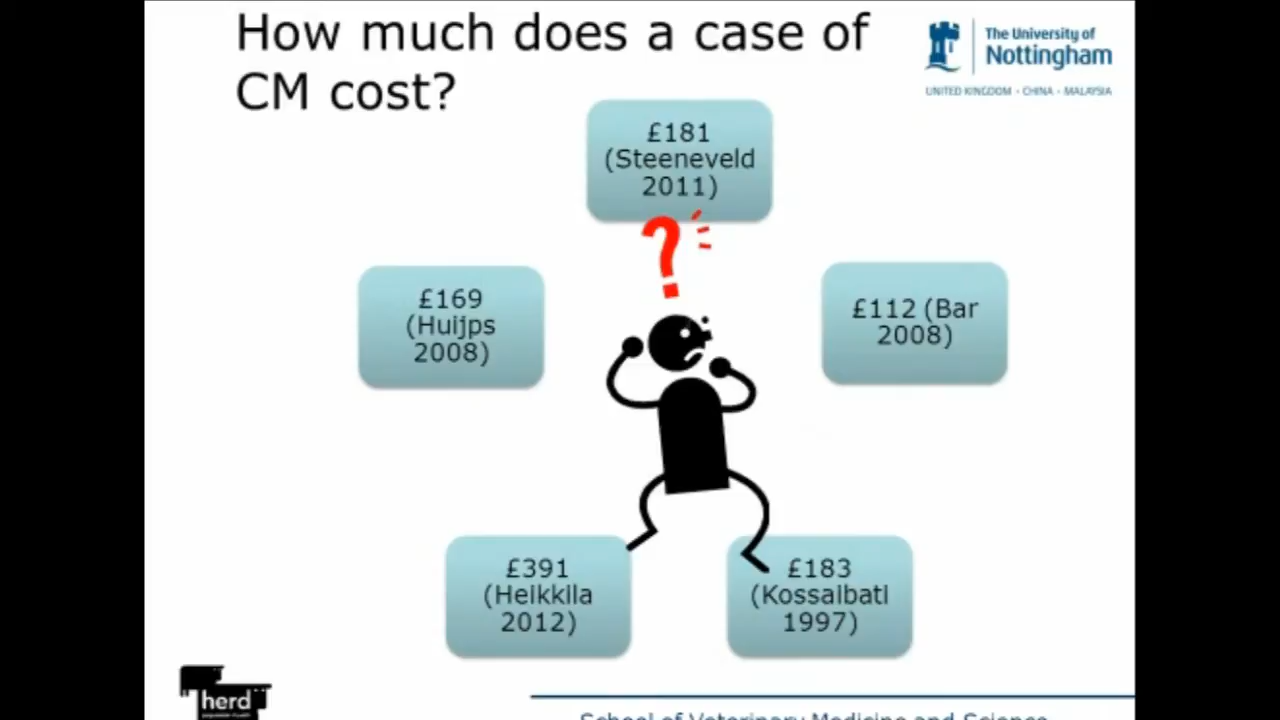 How much does a case of
CM cost?
The University of
Nottingham
UNITED KINGDOM · CHINA · MALAYSIA
£181
(Steeneveld
2011)
?
£169
(Huijps
2008)
£112 (Bar
2008)
£391
(Heikkila
2012)
£183
(Kossaibati
1997)
herd
School of Veterinary Medicine and Science